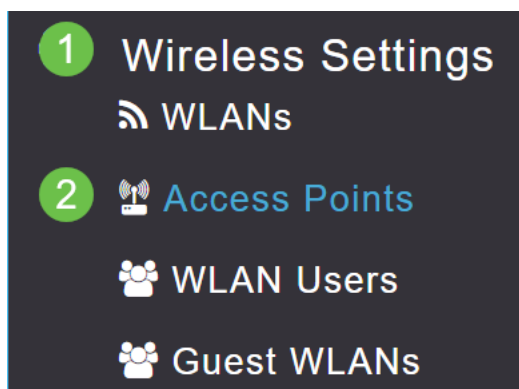 1 Wireless Settings
WLANs
2 Access Points
WLAN Users
Guest WLANs